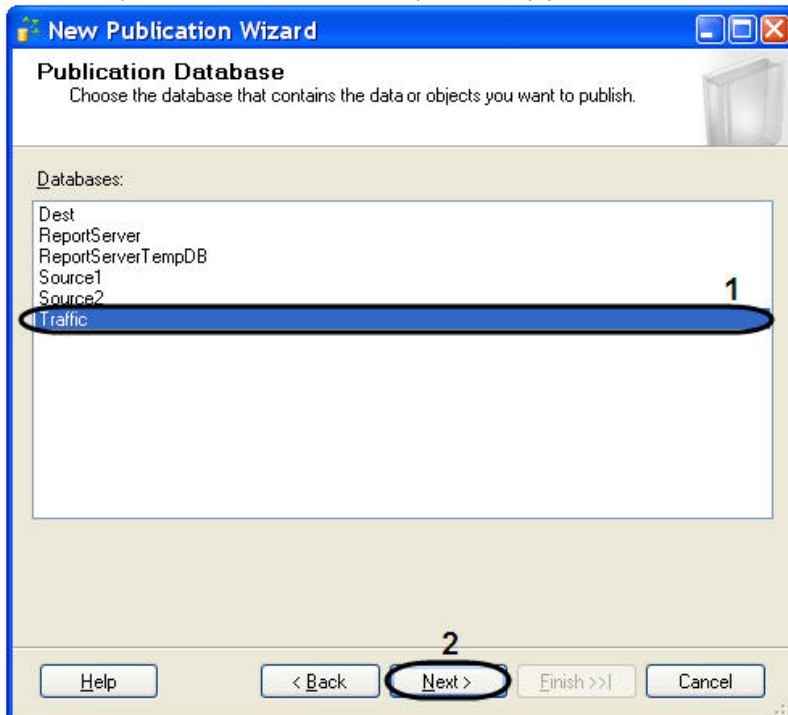 New Publication Wizard
Publication Database
Choose the database that contains the data or objects you want to publish.
Databases:
Dest
ReportServer
ReportServerTempDB
Source1
Source2
1
Traffic
2
Help
< Back
Next >
Finish >>|
Cancel